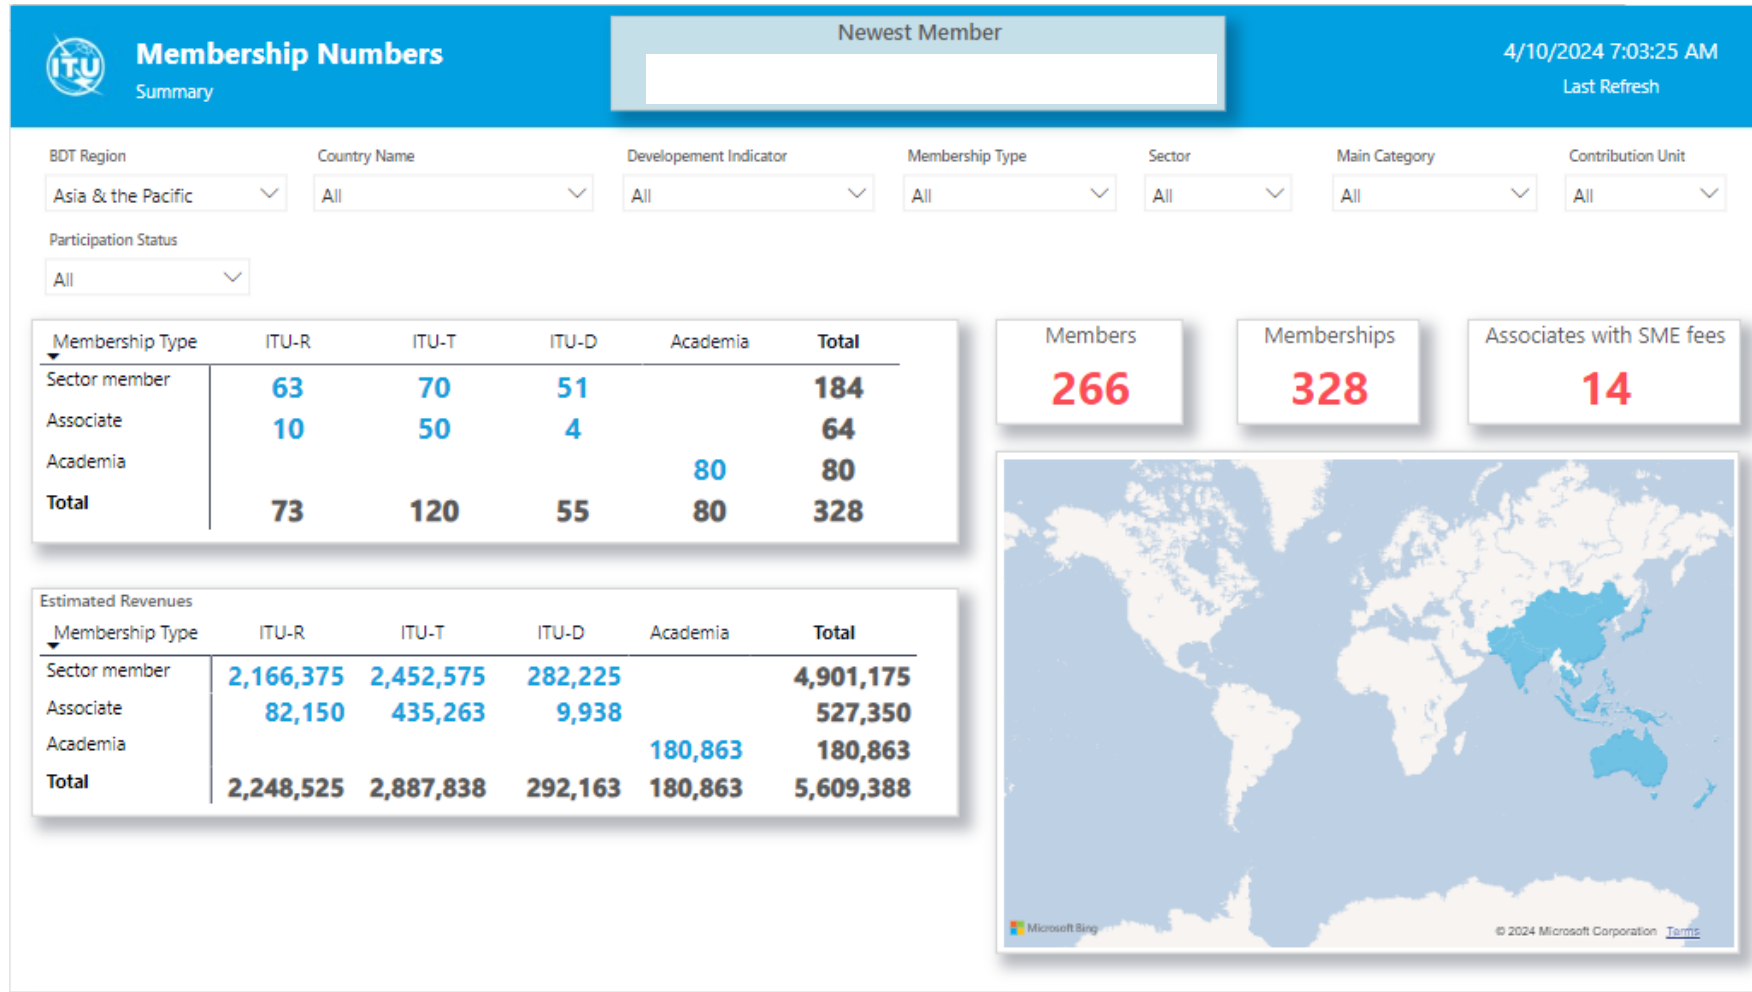 ITU
Membership Numbers
Summary
Newest Member
4/10/2024 7:03:25 AM
Last Refresh
BDT Region Country Name Developement Indicator Membership Type Sector Main Category Contribution Unit
Asia & the Pacific All All All All All All
Participation Status
All
Membership Type ITU-R ITU-T ITU-D Academia Total
Sector member 63 70 51 184
Associate 10 50 4 64
Academia 80 80
Total 73 120 55 80 328
Members
266
Memberships
328
Associates with SME fees
14
Estimated Revenues
Membership Type ITU-R ITU-T ITU-D Academia Total
Sector member 2,166,375 2,452,575 282,225 4,901,175
Associate 82,150 435,263 9,938 527,350
Academia 180,863 180,863
Total 2,248,525 2,887,838 292,163 180,863 5,609,388
Microsoft Bing
© 2024 Microsoft Corporation Terms